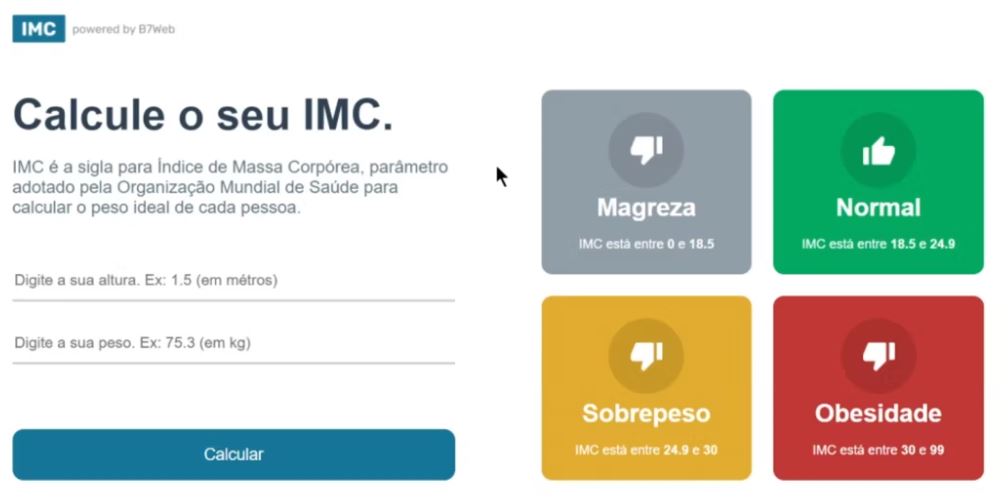 IMC powered by B7Web
Calcule o seu IMC.
IMC é a sigla para Índice de Massa Corpórea, parâmetro
adotado pela Organização Mundial de Saúde para
calcular o peso ideal de cada pessoa.
Digite a sua altura. Ex: 1.5 (em métros)
Digite a sua peso. Ex: 75.3 (em kg)
Calcular
Magreza
IMC está entre 0 e 18.5
Normal
IMC está entre 18.5 e 24.9
Sobrepeso
IMC está entre 24.9 e 30
Obesidade
IMC está entre 30 e 99